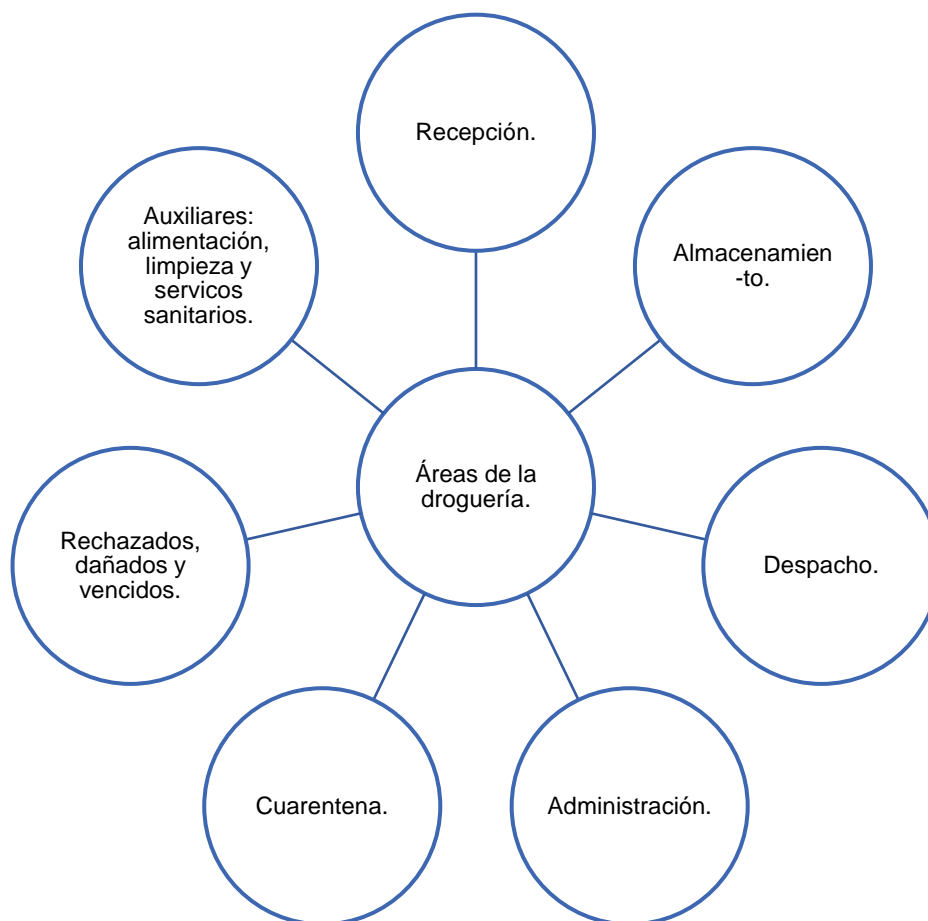 Recepción.
Auxiliares:
alimentación,
limpieza y
servicos
sanitarios.
Almacenamien
-to.
Áreas de la
droguería.
Rechazados,
dañados y
vencidos.
Despacho.
Cuarentena.
Administración.